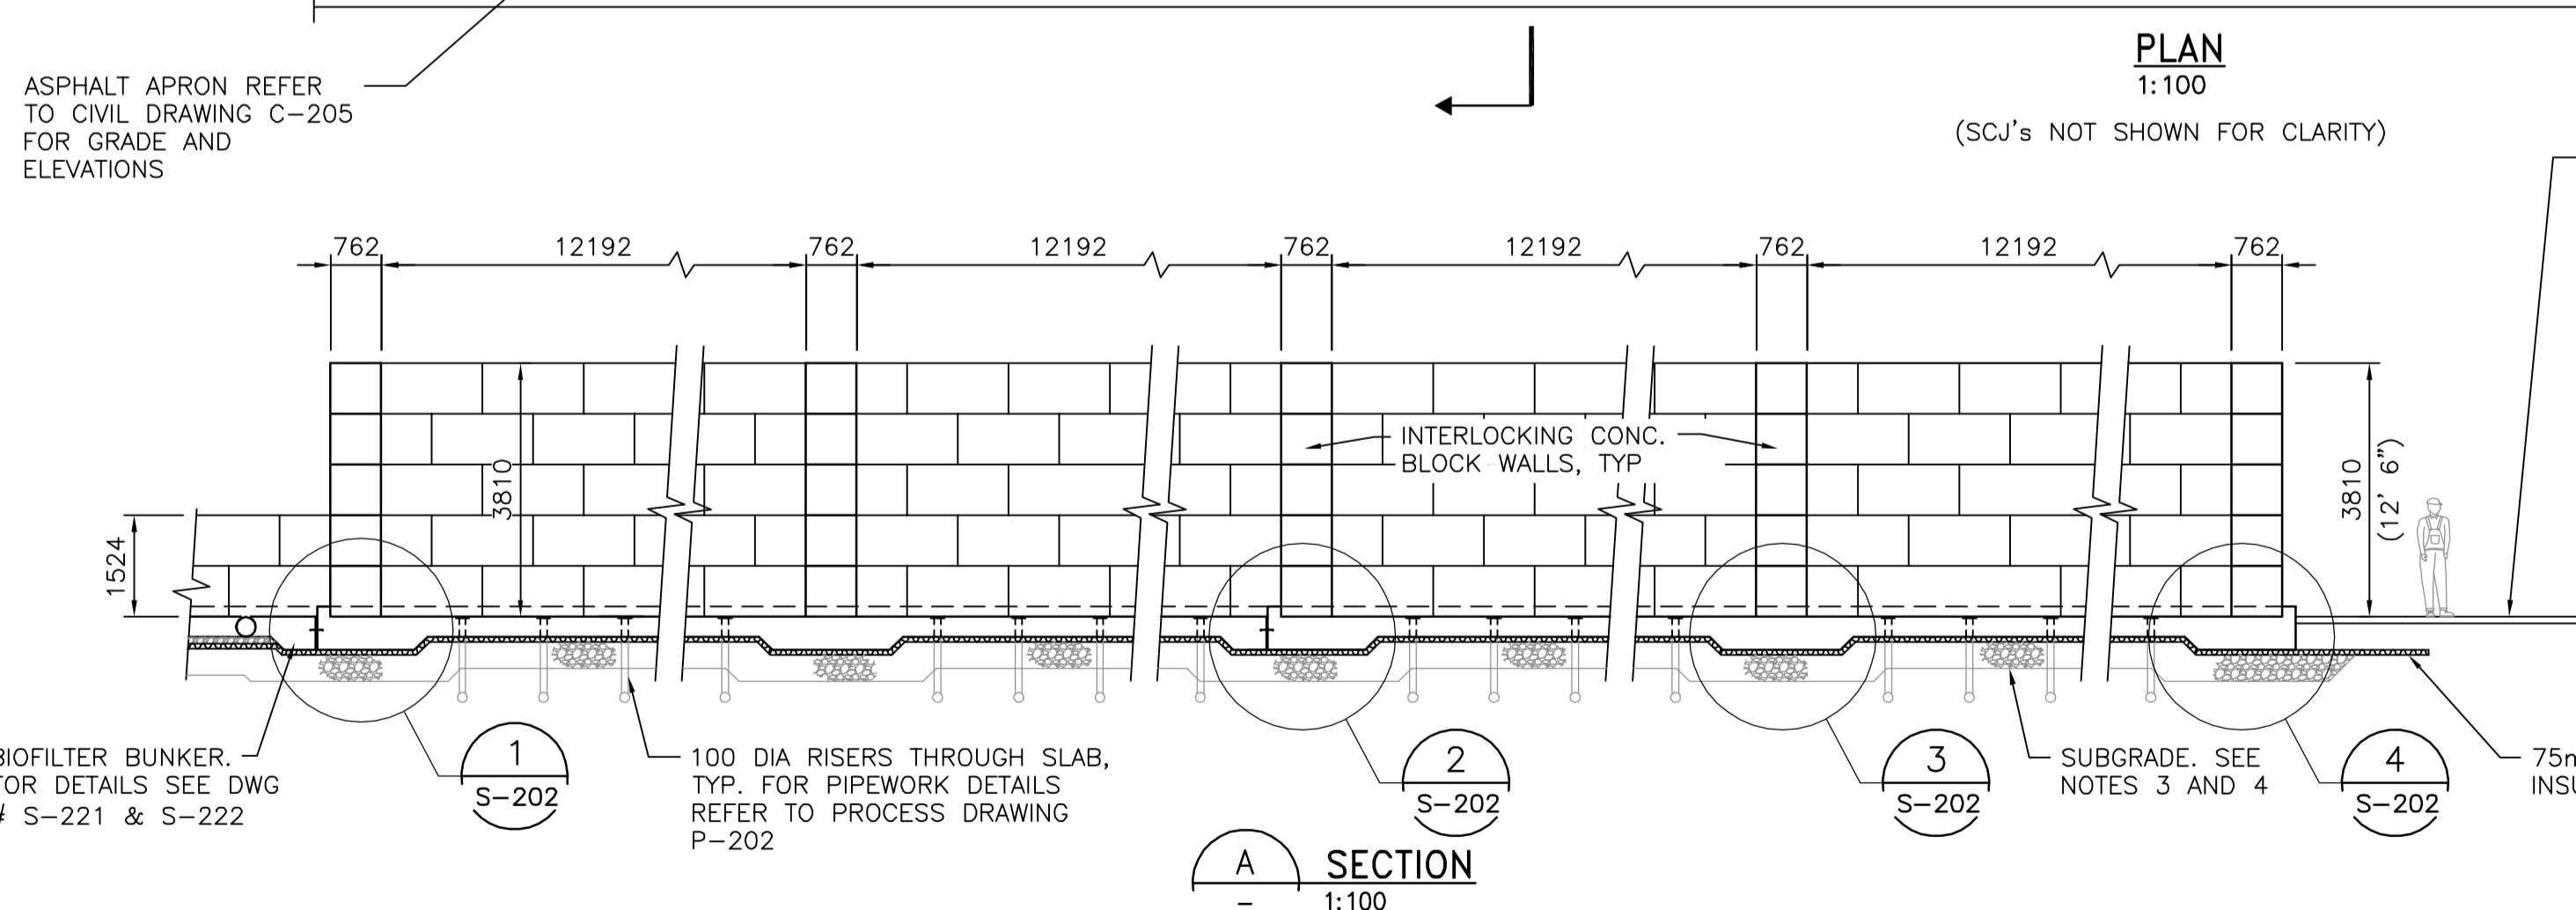 ASPHALT APRON REFER
TO CIVIL DRAWING C-205
FOR GRADE AND
ELEVATIONS
PLAN
1:100
(SCJ's NOT SHOWN FOR CLARITY)
762 12192 762 12192 762 12192 762 12192 762
INTERLOCKING CONC.
BLOCK WALLS, TYP
3810
1524
3810
(12' 6")
BIOFILTER BUNKER.
FOR DETAILS SEE DWG
# S-221 & S-222
1
S-202
100 DIA RISERS THROUGH SLAB,
TYP. FOR PIPEWORK DETAILS
REFER TO PROCESS DRAWING
P-202
2
S-202
3
S-202
SUBGRADE. SEE
NOTES 3 AND 4
4
S-202
A SECTION
- 1:100